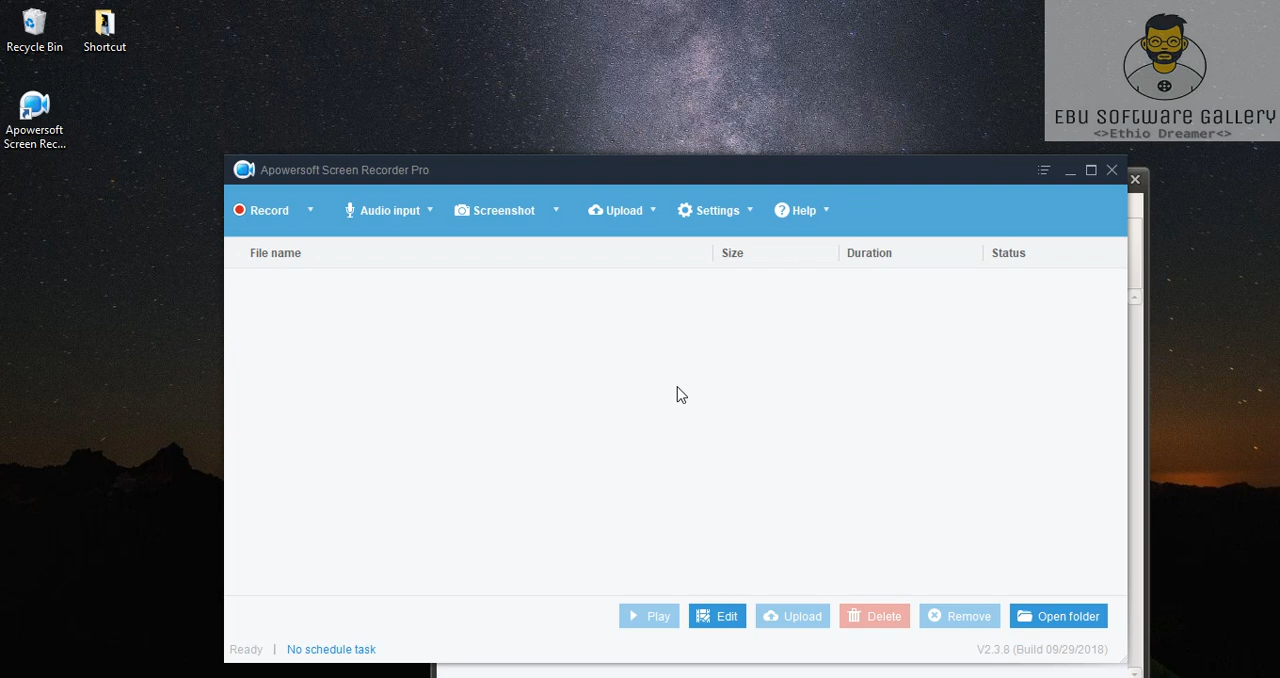 Recycle Bin
Shortcut
Apowersoft
Screen Rec...
EBU Software Gallery
<>Ethio Dreamer<>
Apowersoft Screen Recorder Pro
Record
Audio input
Screenshot
Upload
Settings
Help
File name
Size
Duration
Status
Play
Edit
Upload
Delete
Remove
Open folder
Ready | No schedule task
V2.3.8 (Build 09/29/2018)